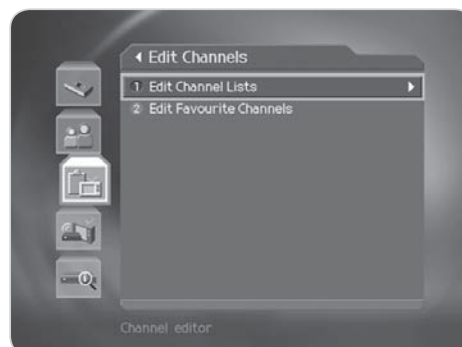 Edit Channels
1 Edit Channel Lists
2 Edit Favourite Channels
Channel editor